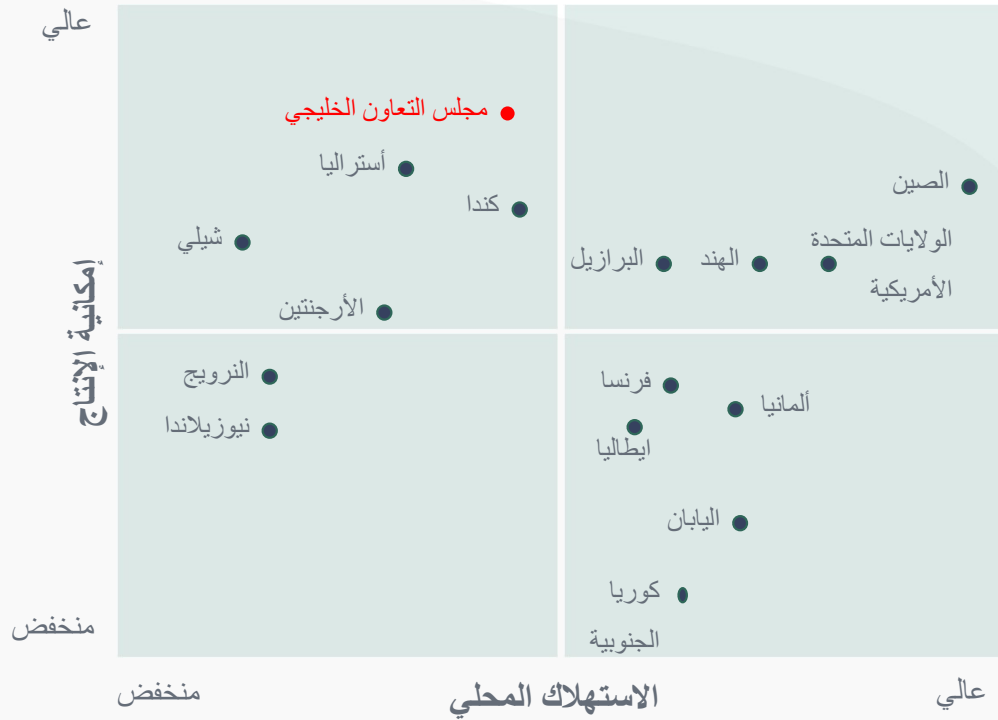 عالي
مجلس التعاون الخليجي
أستراليا
الصين
كندا
شيلي
الولايات المتحدة
الأمريكية
الهند
البرازيل
الأرجنتين
إمكانية الإنتاج
النرويج
فرنسا
ألمانيا
نيوزيلاندا
ايطاليا
اليابان
كوريا
الجنوبية
منخفض
عالي
الاستهلاك المحلي
منخفض